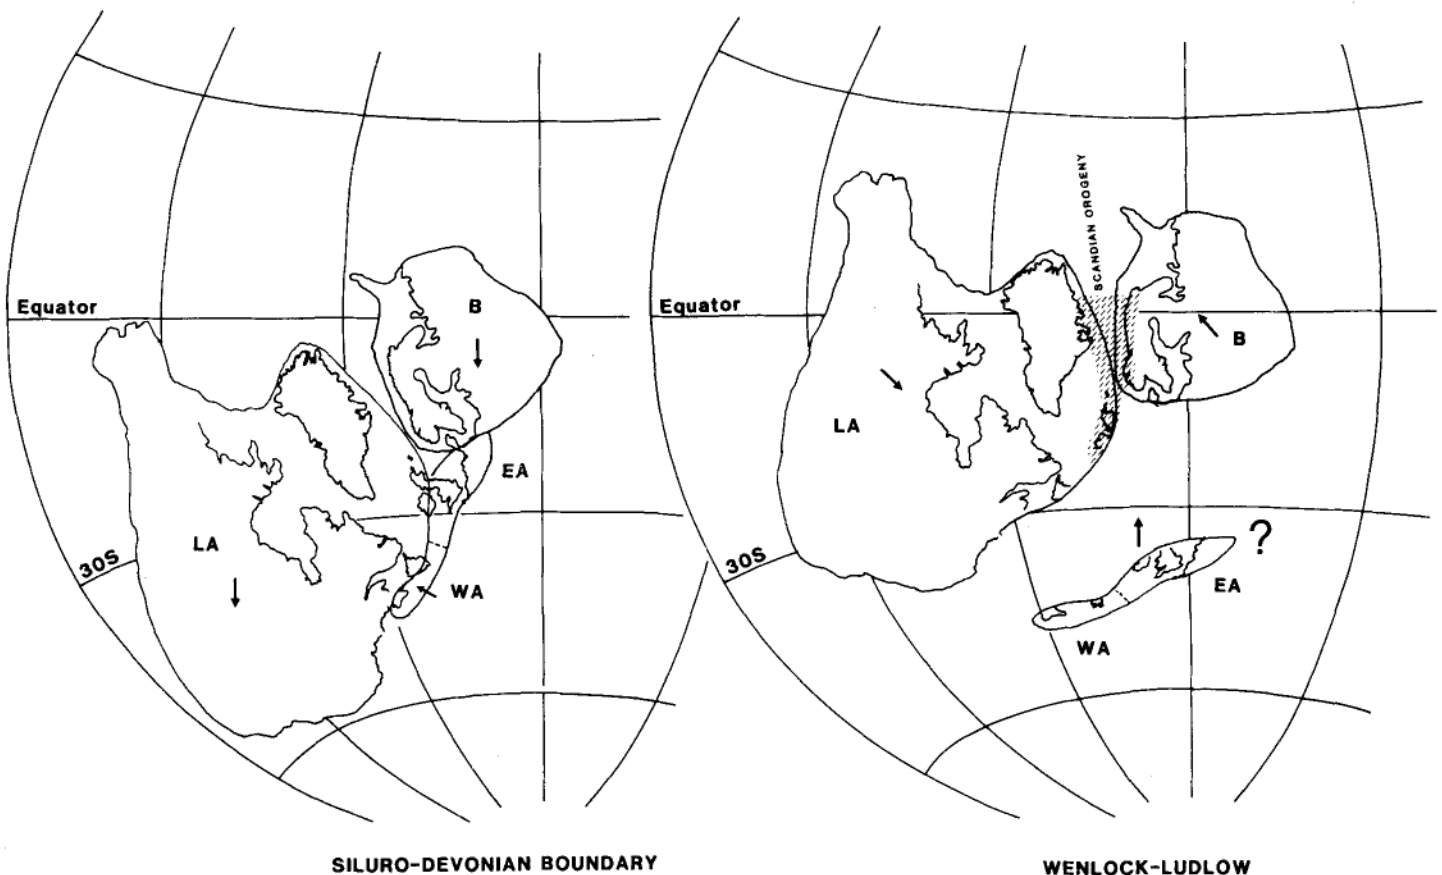 Equator
B
EA
LA
30S
WA
SILURO-DEVONIAN BOUNDARY
SCANDIAN OROGENY
Equator
B
LA
?
30S
EA
WA
WENLOCK-LUDLOW